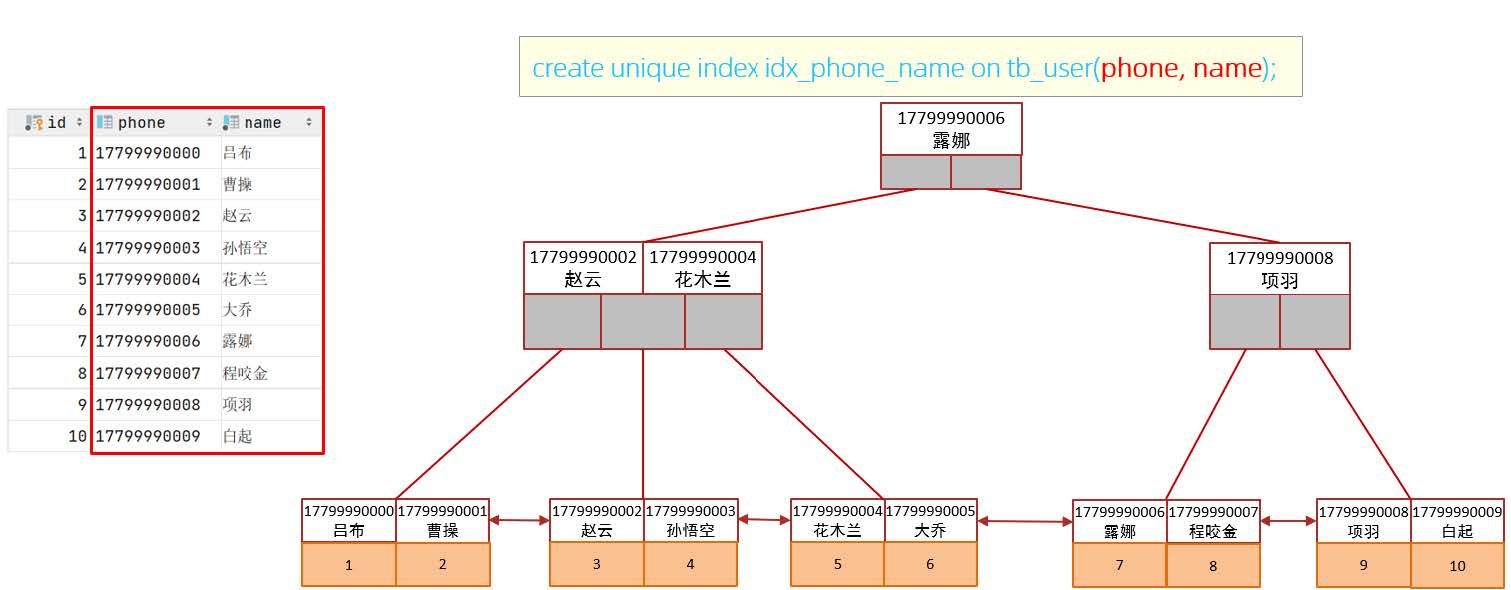 create unique index idx_phone_name on tb_user(phone, name);
id phone name
1 17799990000 吕布
2 17799990001 曹操
3 17799990002 赵云
4 17799990003 孙悟空
5 17799990004 花木兰
6 17799990005 大乔
7 17799990006 露娜
8 17799990007 程咬金
9 17799990008 项羽
10 17799990009 白起
17799990006
露娜
17799990002 17799990004
赵云 花木兰
17799990008
项羽
17799990000 17799990001
吕布 曹操
1 2
17799990002 17799990003
赵云 孙悟空
3 4
17799990004 17799990005
花木兰 大乔
5 6
17799990006 17799990007
露娜 程咬金
7 8
17799990008 17799990009
项羽 白起
9 10